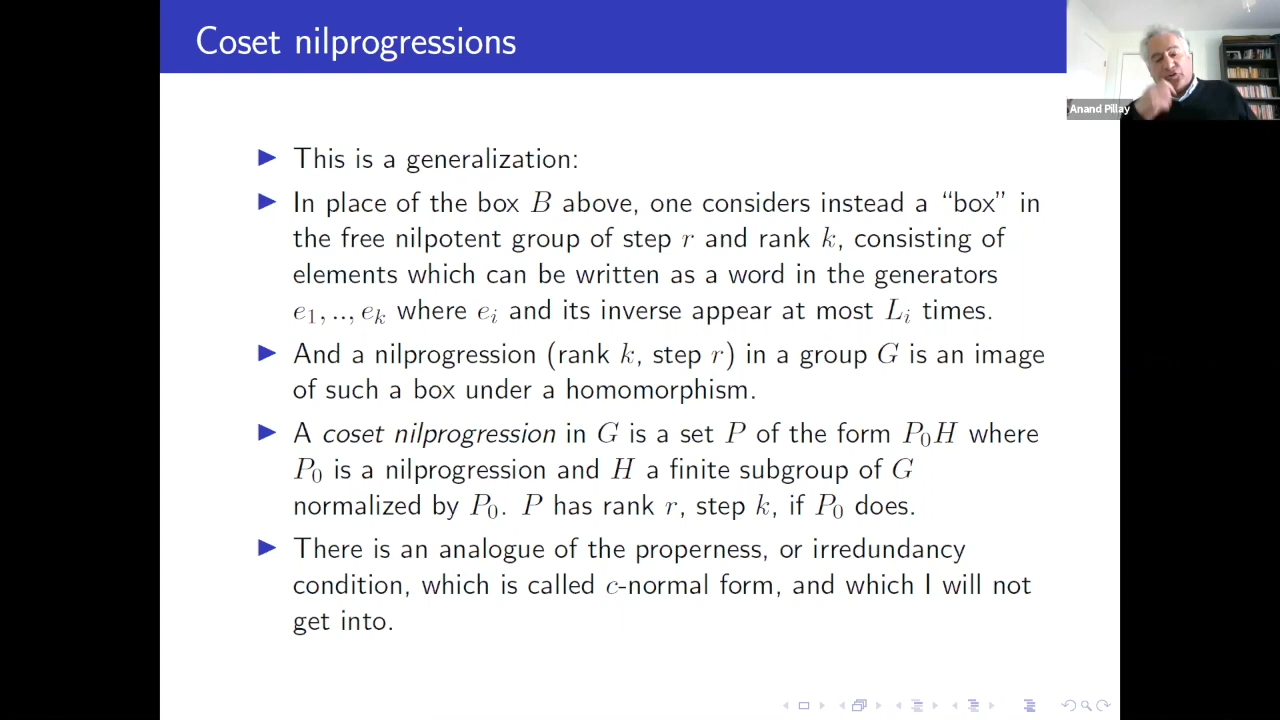 Coset nilprogressions
Anand Pillay
▶ This is a generalization:
▶ In place of the box B above, one considers instead a “box” in
the free nilpotent group of step r and rank k, consisting of
elements which can be written as a word in the generators
e₁, .., eₖ where eᵢ and its inverse appear at most Lᵢ times.
▶ And a nilprogression (rank k, step r) in a group G is an image
of such a box under a homomorphism.
▶ A coset nilprogression in G is a set P of the form P₀H where
P₀ is a nilprogression and H a finite subgroup of G
normalized by P₀. P has rank r, step k, if P₀ does.
▶ There is an analogue of the properness, or irredundancy
condition, which is called c-normal form, and which I will not
get into.